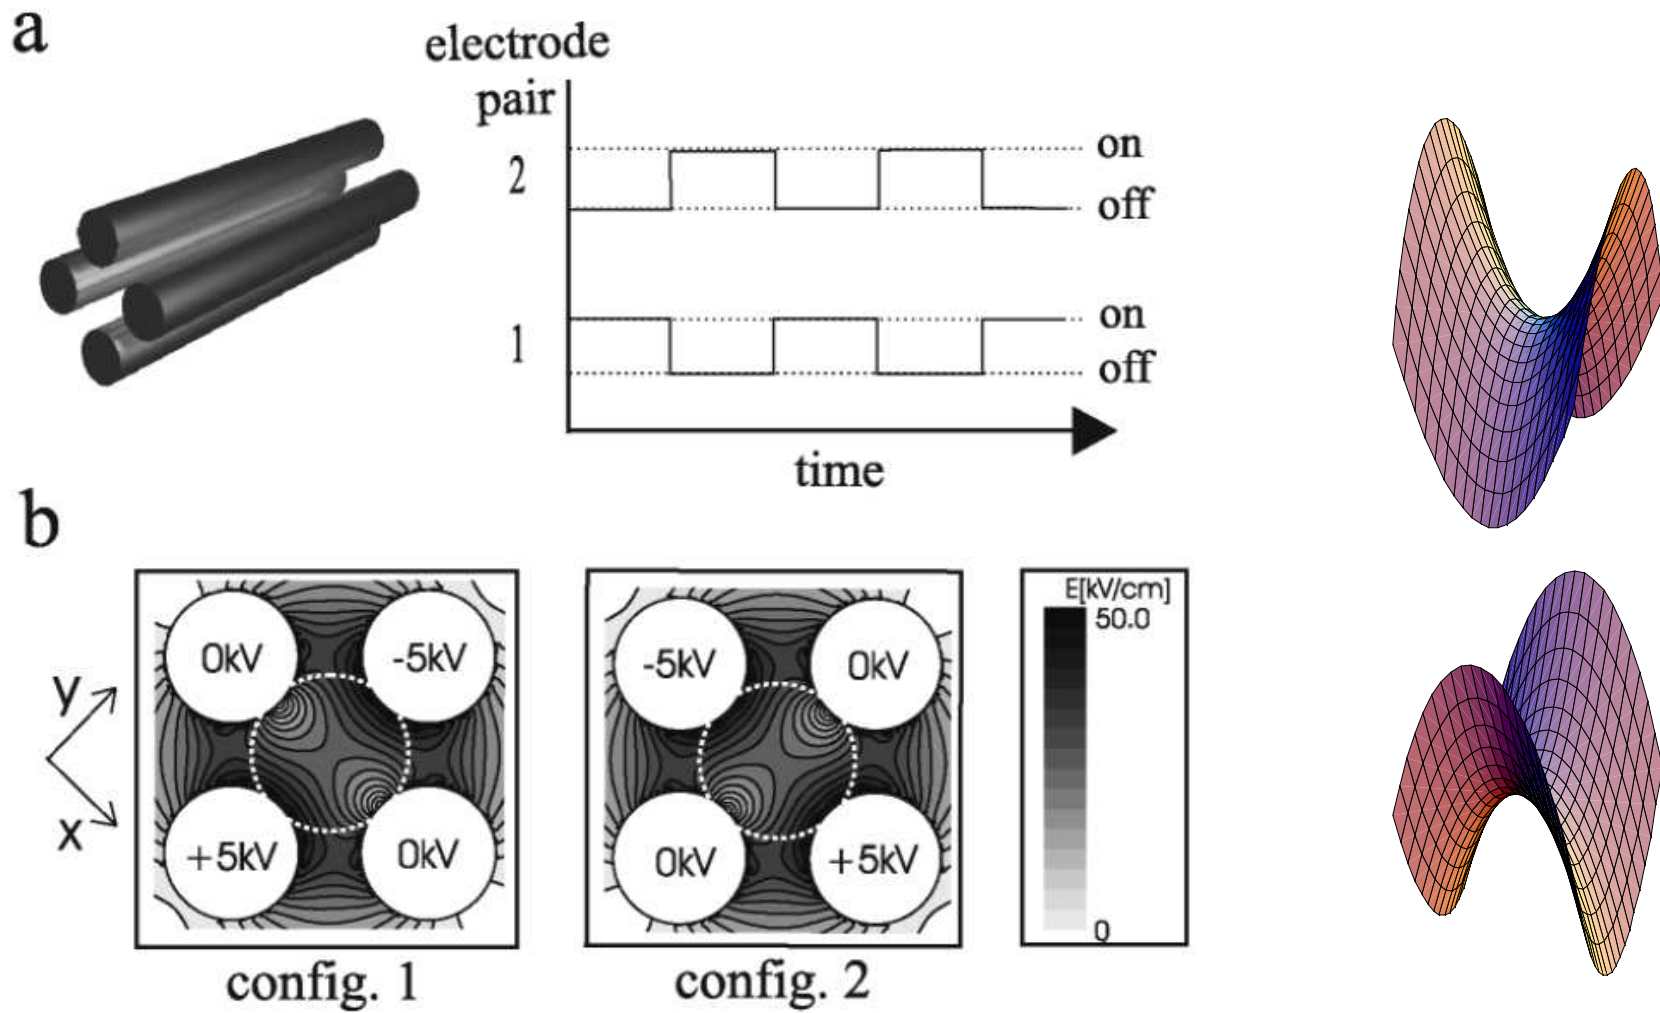 a
electrode
pair
2
on
off
1
on
off
time
b
0kV
-5kV
+5kV
0kV
config. 1
-5kV
0kV
0kV
+5kV
config. 2
E[kV/cm]
50.0
0
y
x